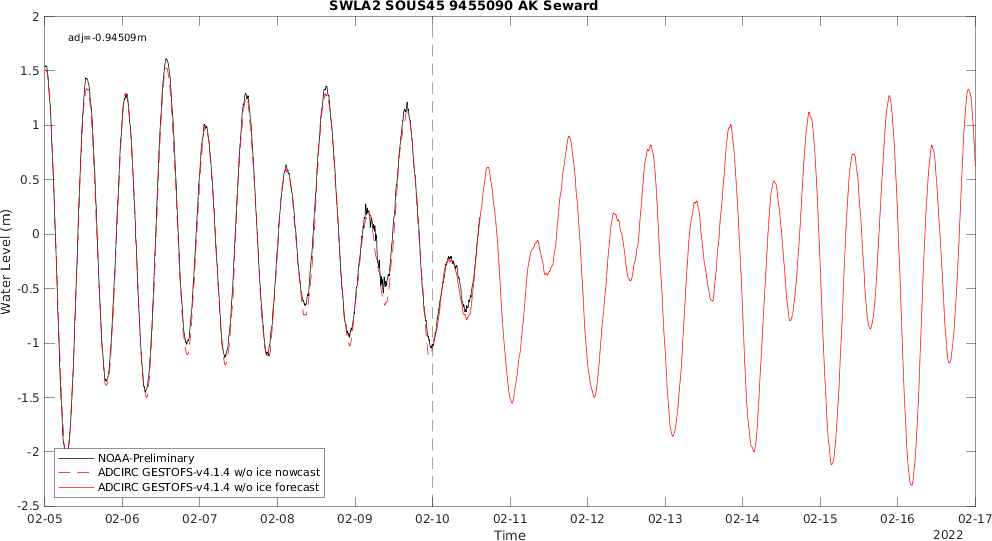 SWLA2 SOUS45 9455090 AK Seward
adj=-0.94509m
2
1.5
1
0.5
0
-0.5
-1
-1.5
-2
-2.5
Water Level (m)
NOAA-Preliminary
ADCIRC GESTOFS-v4.1.4 w/o ice nowcast
ADCIRC GESTOFS-v4.1.4 w/o ice forecast
02-05 02-06 02-07 02-08 02-09 02-10 02-11 02-12 02-13 02-14 02-15 02-16 02-17
Time
2022